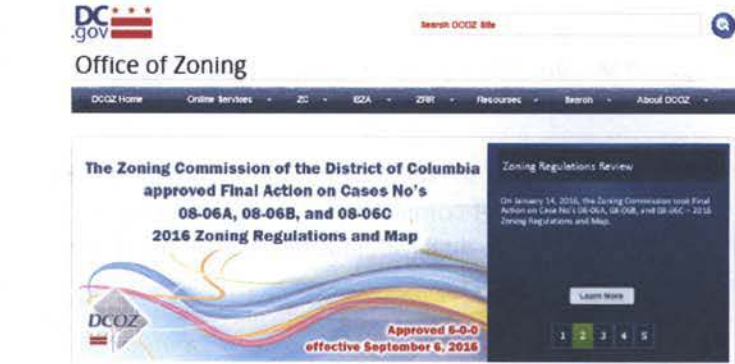 DC
.gov
Search DCOZ Site
Office of Zoning
DCOZ Home Online Services ZC BZA ZRR Resources Search About DCOZ
The Zoning Commission of the District of Columbia
approved Final Action on Cases No's
08-06A, 08-06B, and 08-06C
2016 Zoning Regulations and Map
DCOZ
Approved 5-0-0
effective September 6, 2016
Zoning Regulations Review
On January 14, 2016, the Zoning Commission took Final
Action on Case No's 08-06A, 08-06B, and 08-06C – 2016
Zoning Regulations and Map.
Learn More
1 2 3 4 5